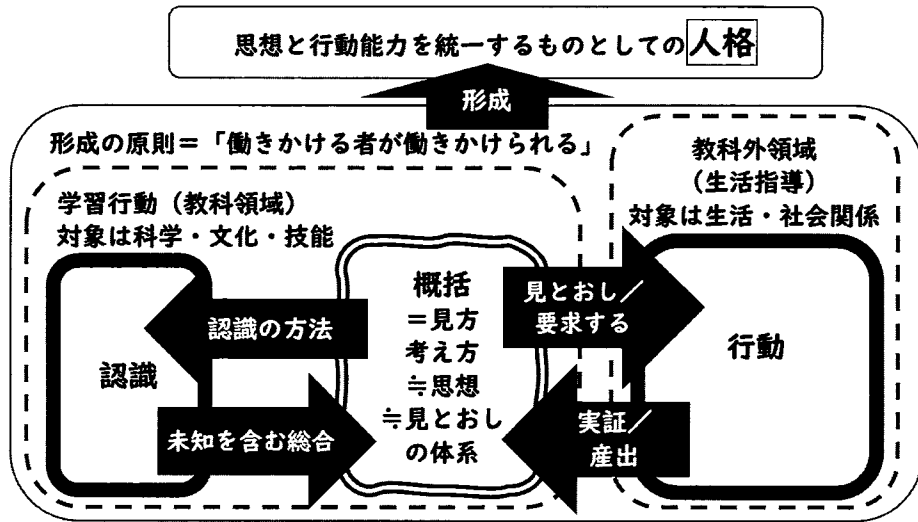 思想と行動能力を統一するものとしての人格
形成
形成の原則＝「働きかける者が働きかけられる」
学習行動（教科領域）
対象は科学・文化・技能
教科外領域
（生活指導）
対象は生活・社会関係
認識
認識の方法
未知を含む総合
概括
＝見方
考え方
≒思想
≒見とおし
の体系
見とおし／
要求する
実証／
産出
行動